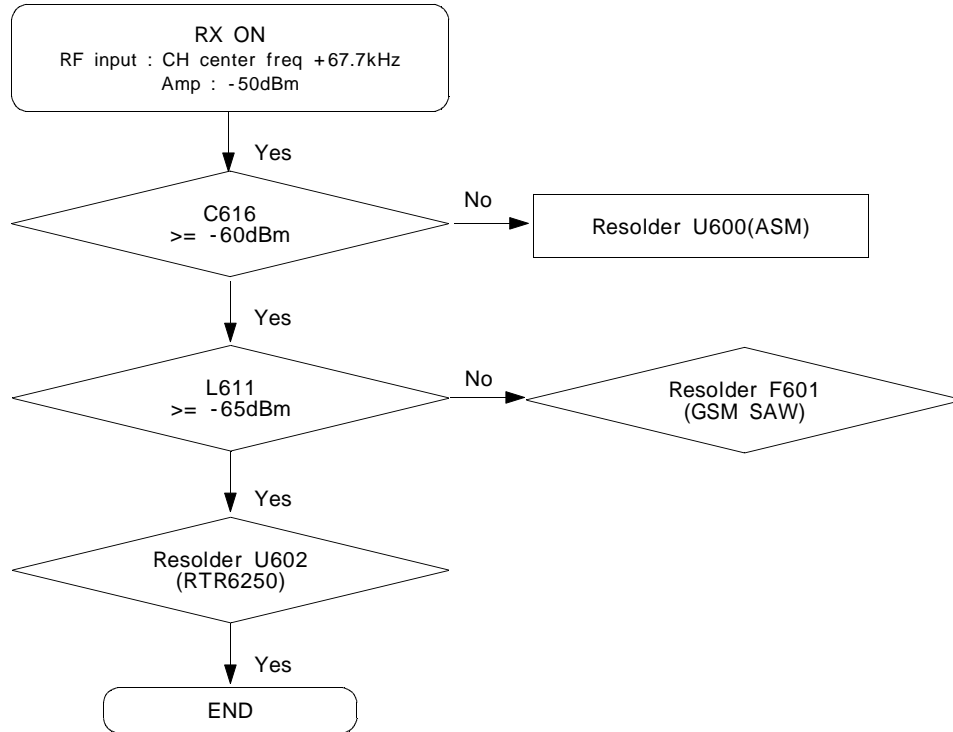 RX ON
RF input : CH center freq +67.7kHz
Amp : -50dBm
Yes
C616
>= -60dBm
No
Resolder U600(ASM)
Yes
L611
>= -65dBm
No
Resolder F601
(GSM SAW)
Yes
Resolder U602
(RTR6250)
Yes
END